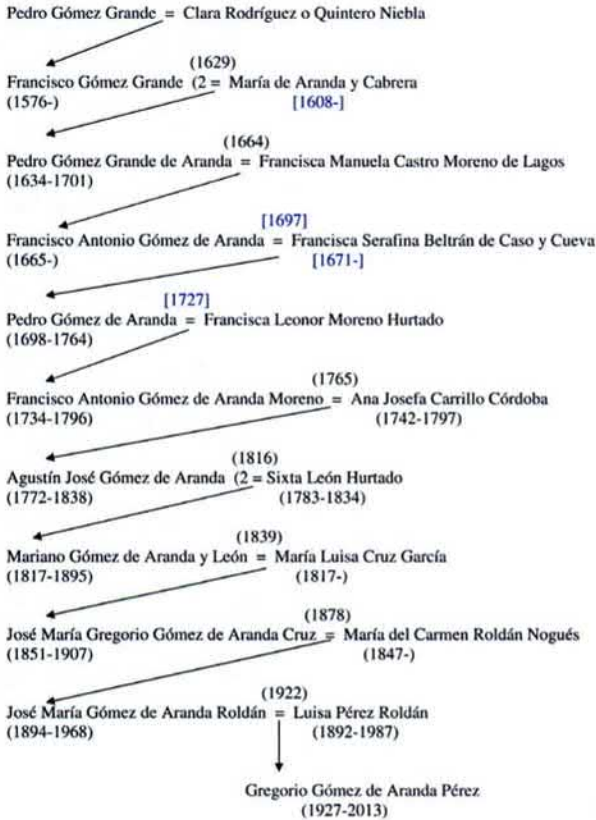 Pedro Gómez Grande = Clara Rodríguez o Quintero Niebla
(1629)
Francisco Gómez Grande (2 = María de Aranda y Cabrera
(1576-) [1608-]
(1664)
Pedro Gómez Grande de Aranda = Francisca Manuela Castro Moreno de Lagos
(1634-1701)
[1697]
Francisco Antonio Gómez de Aranda = Francisca Serafina Beltrán de Caso y Cueva
(1665-) [1671-]
[1727]
Pedro Gómez de Aranda = Francisca Leonor Moreno Hurtado
(1698-1764)
(1765)
Francisco Antonio Gómez de Aranda Moreno = Ana Josefa Carrillo Córdoba
(1734-1796) (1742-1797)
(1816)
Agustín José Gómez de Aranda (2 = Sixta León Hurtado
(1772-1838) (1783-1834)
(1839)
Mariano Gómez de Aranda y León = María Luisa Cruz García
(1817-1895) (1817-)
(1878)
José María Gregorio Gómez de Aranda Cruz = María del Carmen Roldán Nogués
(1851-1907) (1847-)
(1922)
José María Gómez de Aranda Roldán = Luisa Pérez Roldán
(1894-1968) (1892-1987)
Gregorio Gómez de Aranda Pérez
(1927-2013)